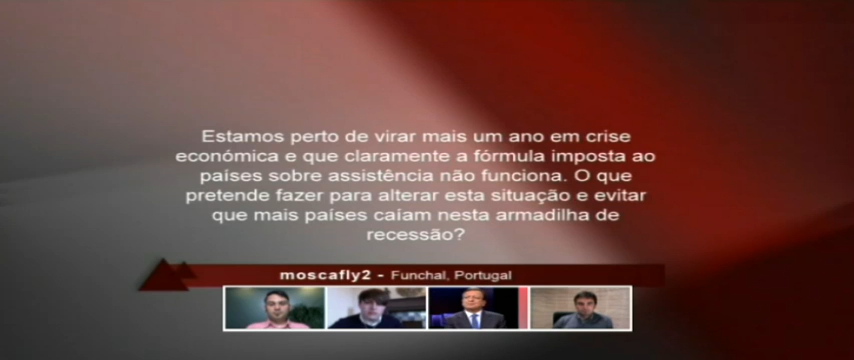 Estamos perto de virar mais um ano em crise
económica e que claramente a fórmula imposta ao
países sobre assistência não funciona. O que
pretende fazer para alterar esta situação e evitar
que mais países caíam nesta armadilha de
recessão?
moscafly2 - Funchal, Portugal